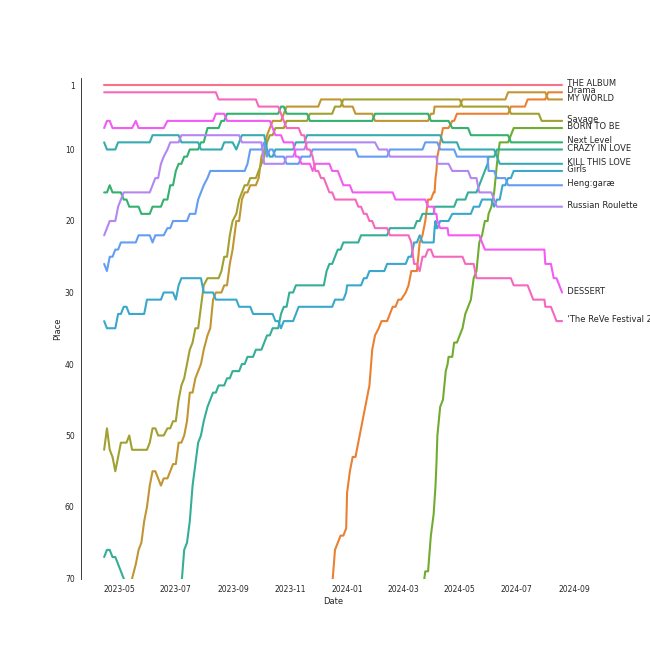 1
10
20
30
40
50
60
70
Place
2023-05
2023-07
2023-09
2023-11
2024-01
2024-03
2024-05
2024-07
2024-09
Date
THE ALBUM
Drama
MY WORLD
Savage
BORN TO BE
Next Level
CRAZY IN LOVE
KILL THIS LOVE
Girls
Heng:garæ
Russian Roulette
DESSERT
'The ReVe Festival 2